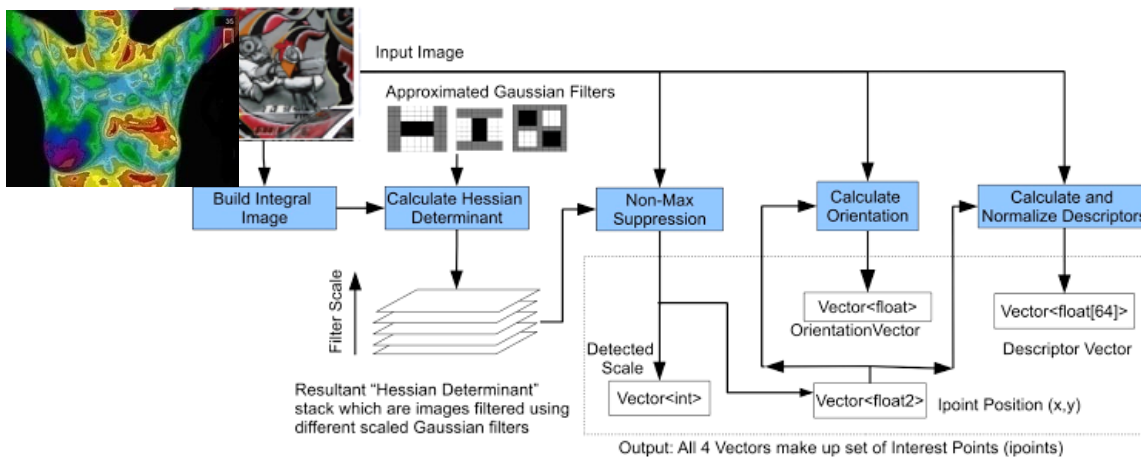 35
Input Image
Approximated Gaussian Filters
Build Integral
Image
Calculate Hessian
Determinant
Non-Max
Suppression
Calculate
Orientation
Calculate and
Normalize Descriptors
Filter Scale
Vector<float>
OrientationVector
Vector<float[64]>
Descriptor Vector
Detected
Scale
Vector<int>
Vector<float2>
Ipoint Position (x,y)
Resultant “Hessian Determinant”
stack which are images filtered using
different scaled Gaussian filters
Output: All 4 Vectors make up set of Interest Points (ipoints)